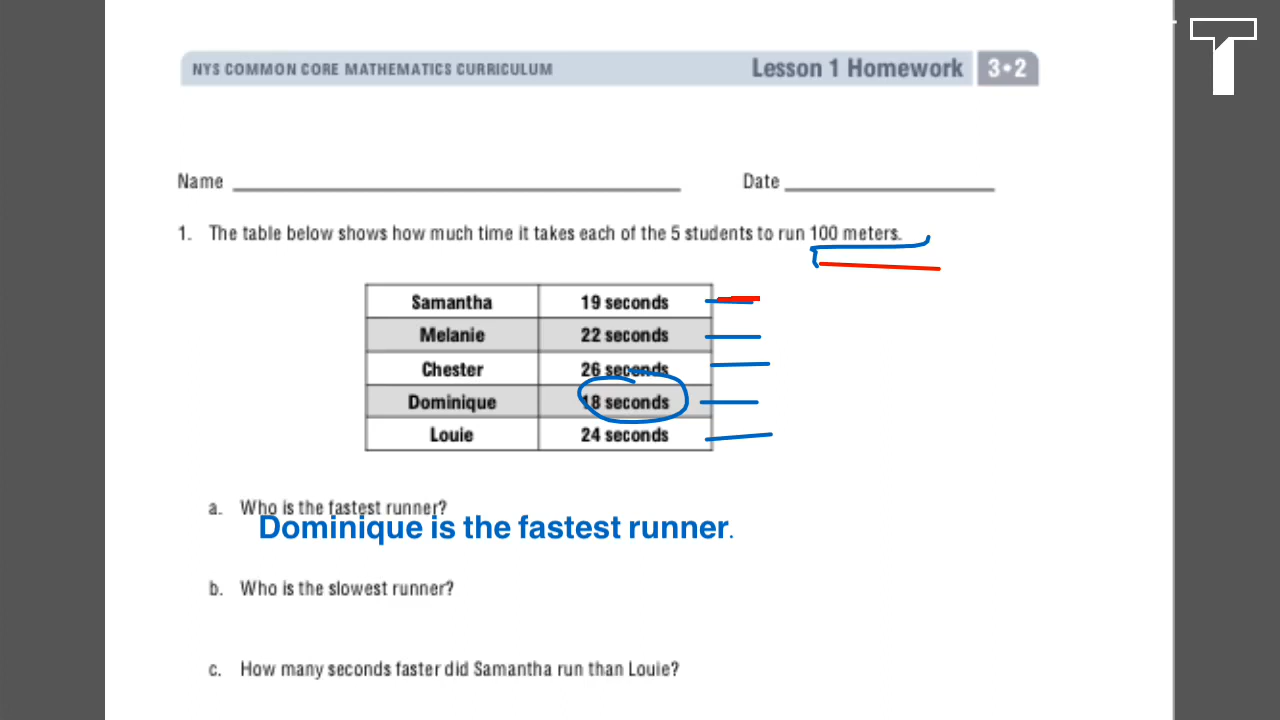 NYS COMMON CORE MATHEMATICS CURRICULUM Lesson 1 Homework 3•2
Name Date
1. The table below shows how much time it takes each of the 5 students to run 100 meters.
Samantha 19 seconds
Melanie 22 seconds
Chester 26 seconds
Dominique 18 seconds
Louie 24 seconds
a. Who is the fastest runner?
Dominique is the fastest runner.
b. Who is the slowest runner?
c. How many seconds faster did Samantha run than Louie?